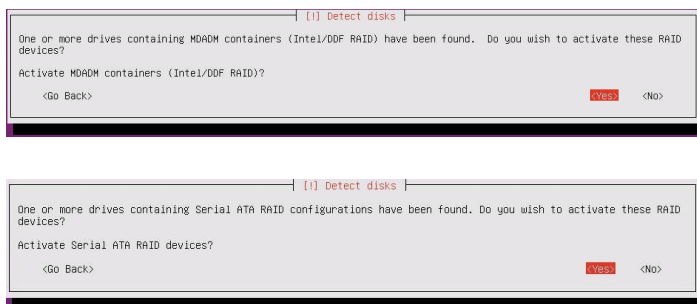 [!] Detect disks
One or more drives containing MDADM containers (Intel/DDF RAID) have been found.  Do you wish to activate these RAID
devices?
Activate MDADM containers (Intel/DDF RAID)?
<Go Back> <Yes> <No>
[!] Detect disks
One or more drives containing Serial ATA RAID configurations have been found. Do you wish to activate these RAID
devices?
Activate Serial ATA RAID devices?
<Go Back> <Yes> <No>